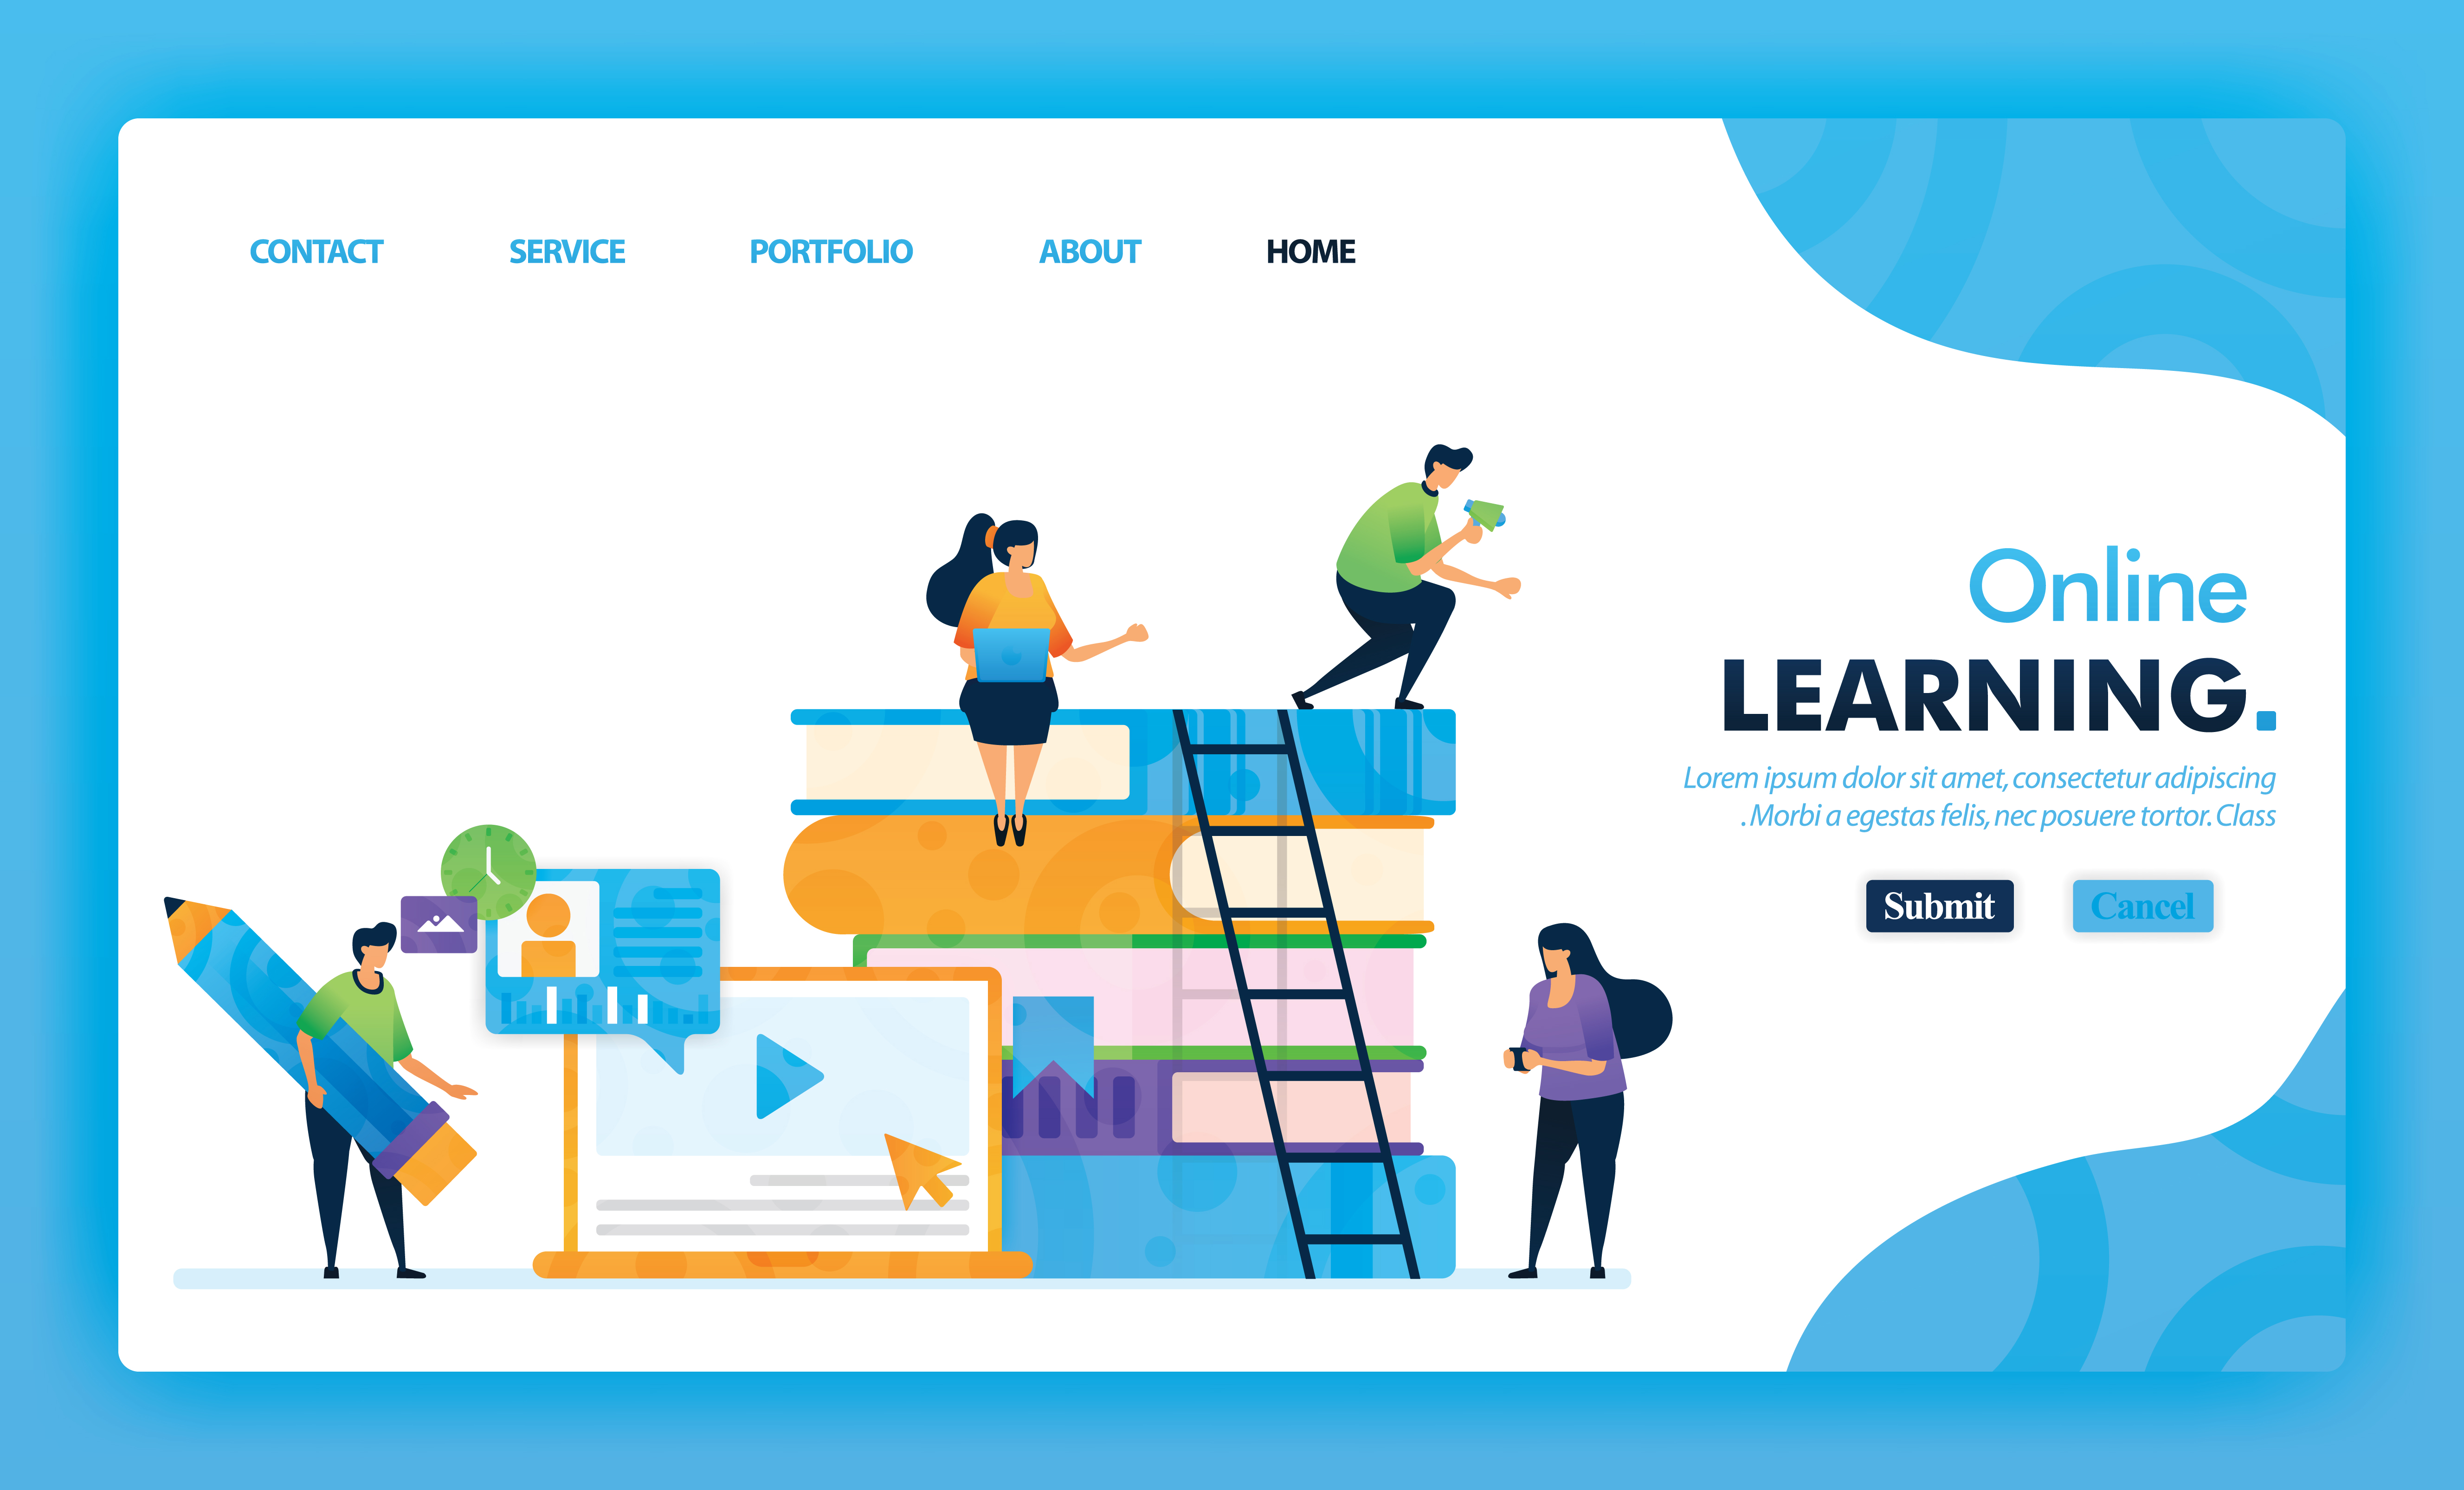 CONTACT SERVICE PORTFOLIO ABOUT HOME
Online
LEARNING.
Lorem ipsum dolor sit amet, consectetur adipiscing
. Morbi a egestas felis, nec posuere tortor. Class
Submit Cancel